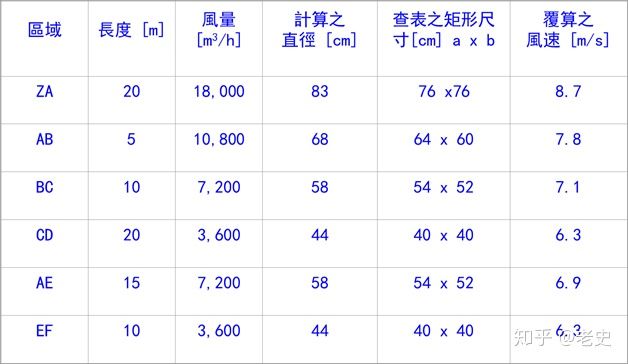 區域 長度 [m] 風量 [m³/h] 計算之 直徑 [cm] 查表之矩形尺 寸[cm] a x b 覆算之 風速 [m/s]
ZA 20 18,000 83 76 x76 8.7
AB 5 10,800 68 64 x 60 7.8
BC 10 7,200 58 54 x 52 7.1
CD 20 3,600 44 40 x 40 6.3
AE 15 7,200 58 54 x 52 6.9
EF 10 3,600 44 40 x 40 6.3
知乎 @老史